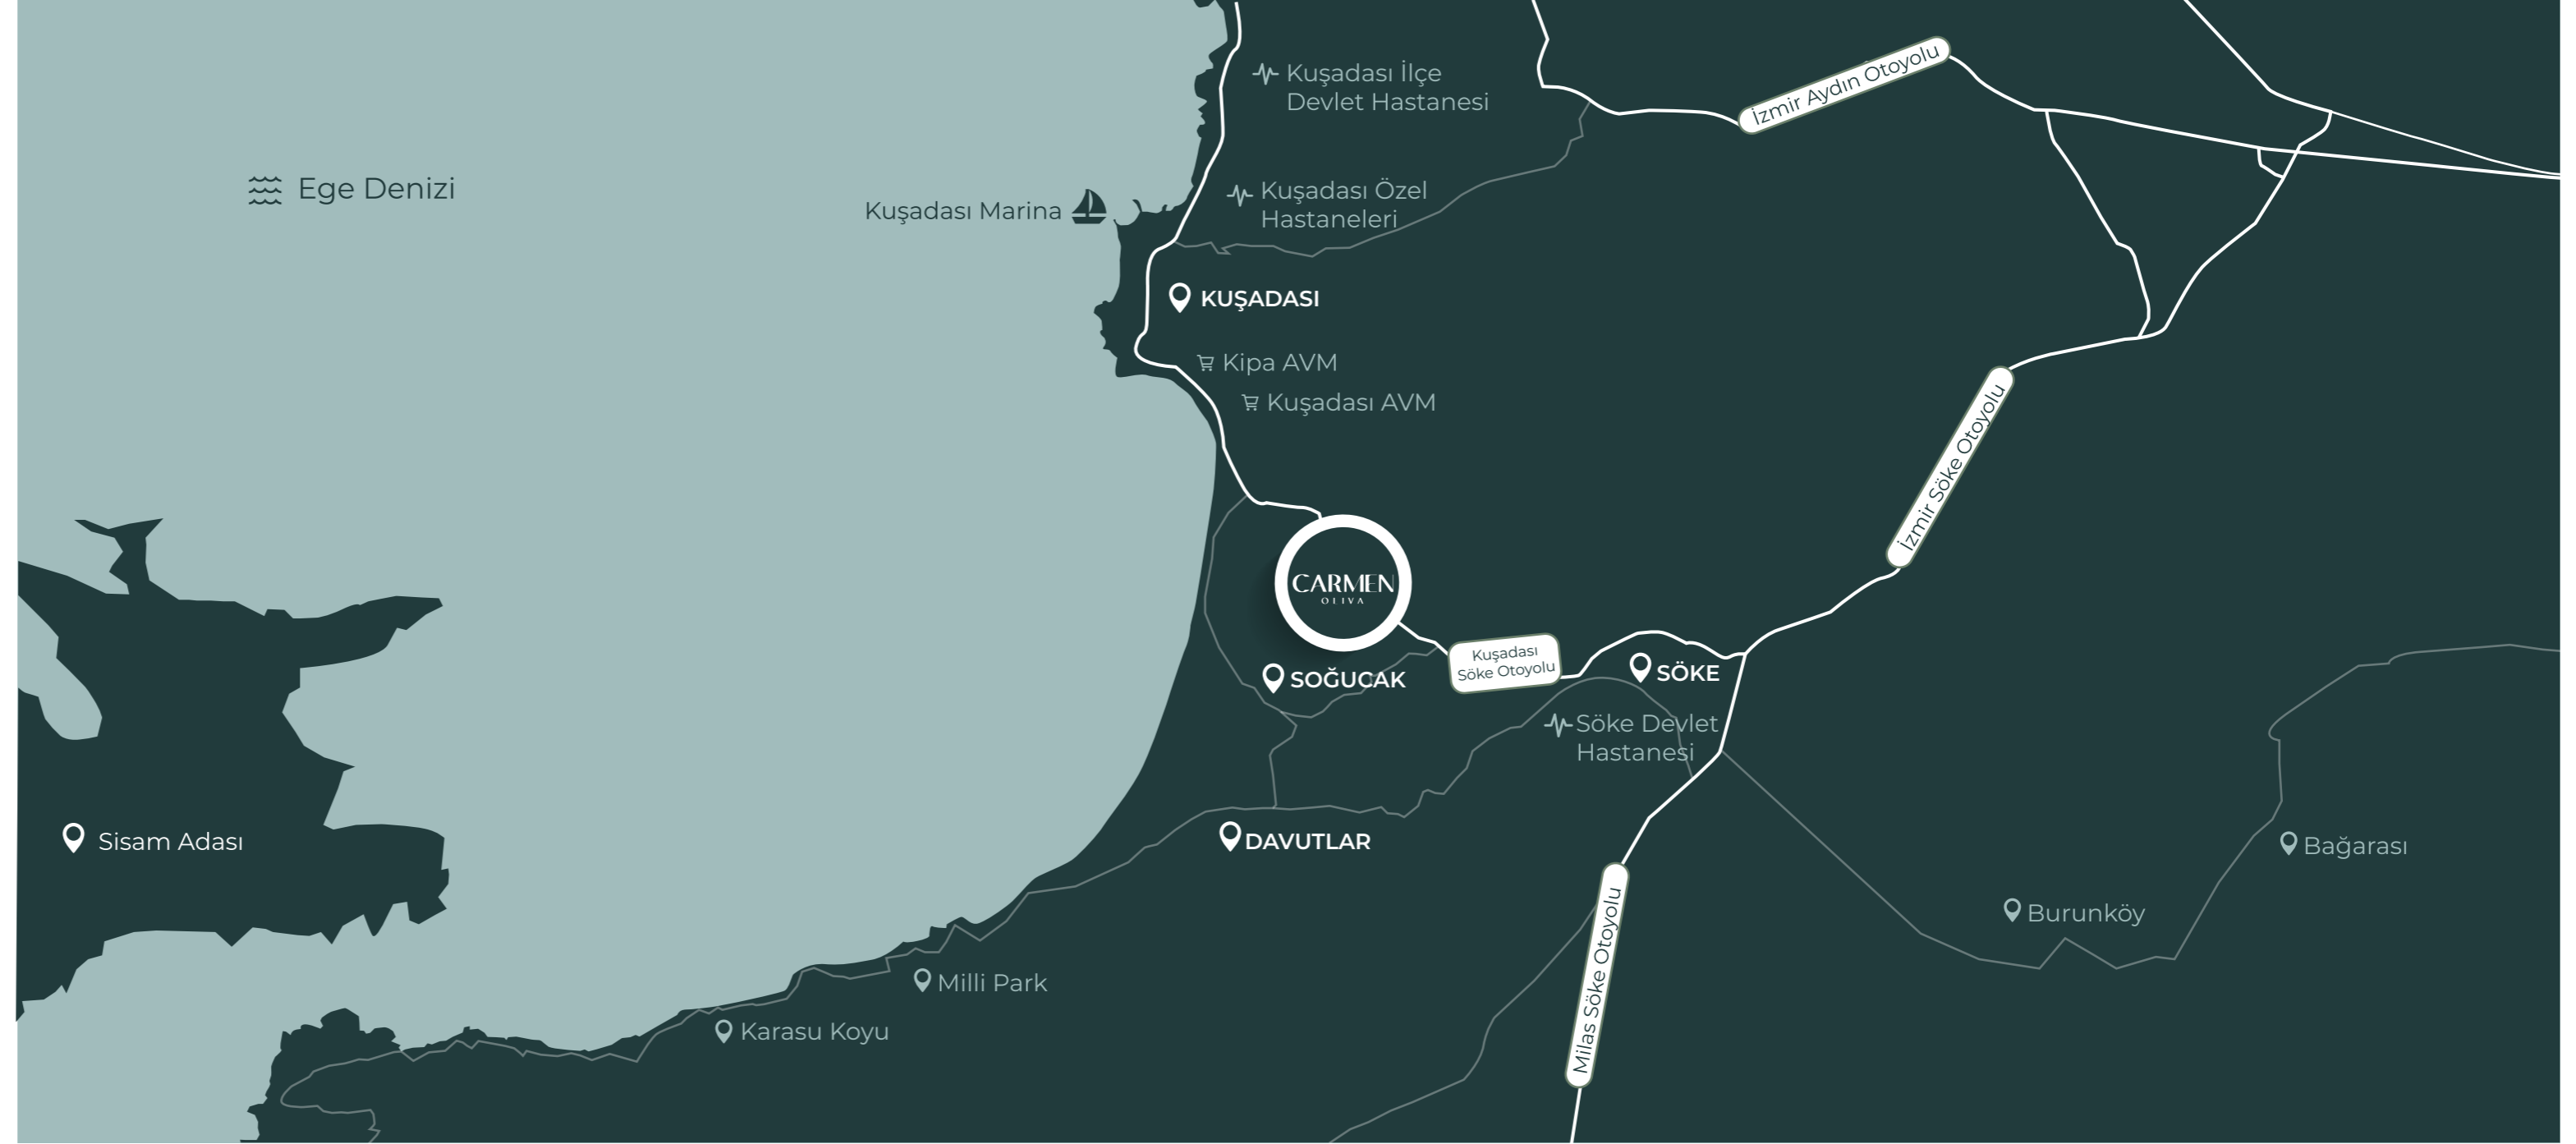 Kuşadası İlçe
Devlet Hastanesi
İzmir Aydın Otoyolu
Ege Denizi
Kuşadası Marina
Kuşadası Özel
Hastaneleri
KUŞADASI
Kipa AVM
Kuşadası AVM
İzmir Söke Otoyolu
CARMEN
OLIVA
Kuşadası
Söke Otoyolu
SOĞUCAK
SÖKE
Söke Devlet
Hastanesi
Sisam Adası
DAVUTLAR
Bağarası
Burunköy
Milas Söke Otoyolu
Milli Park
Karasu Koyu